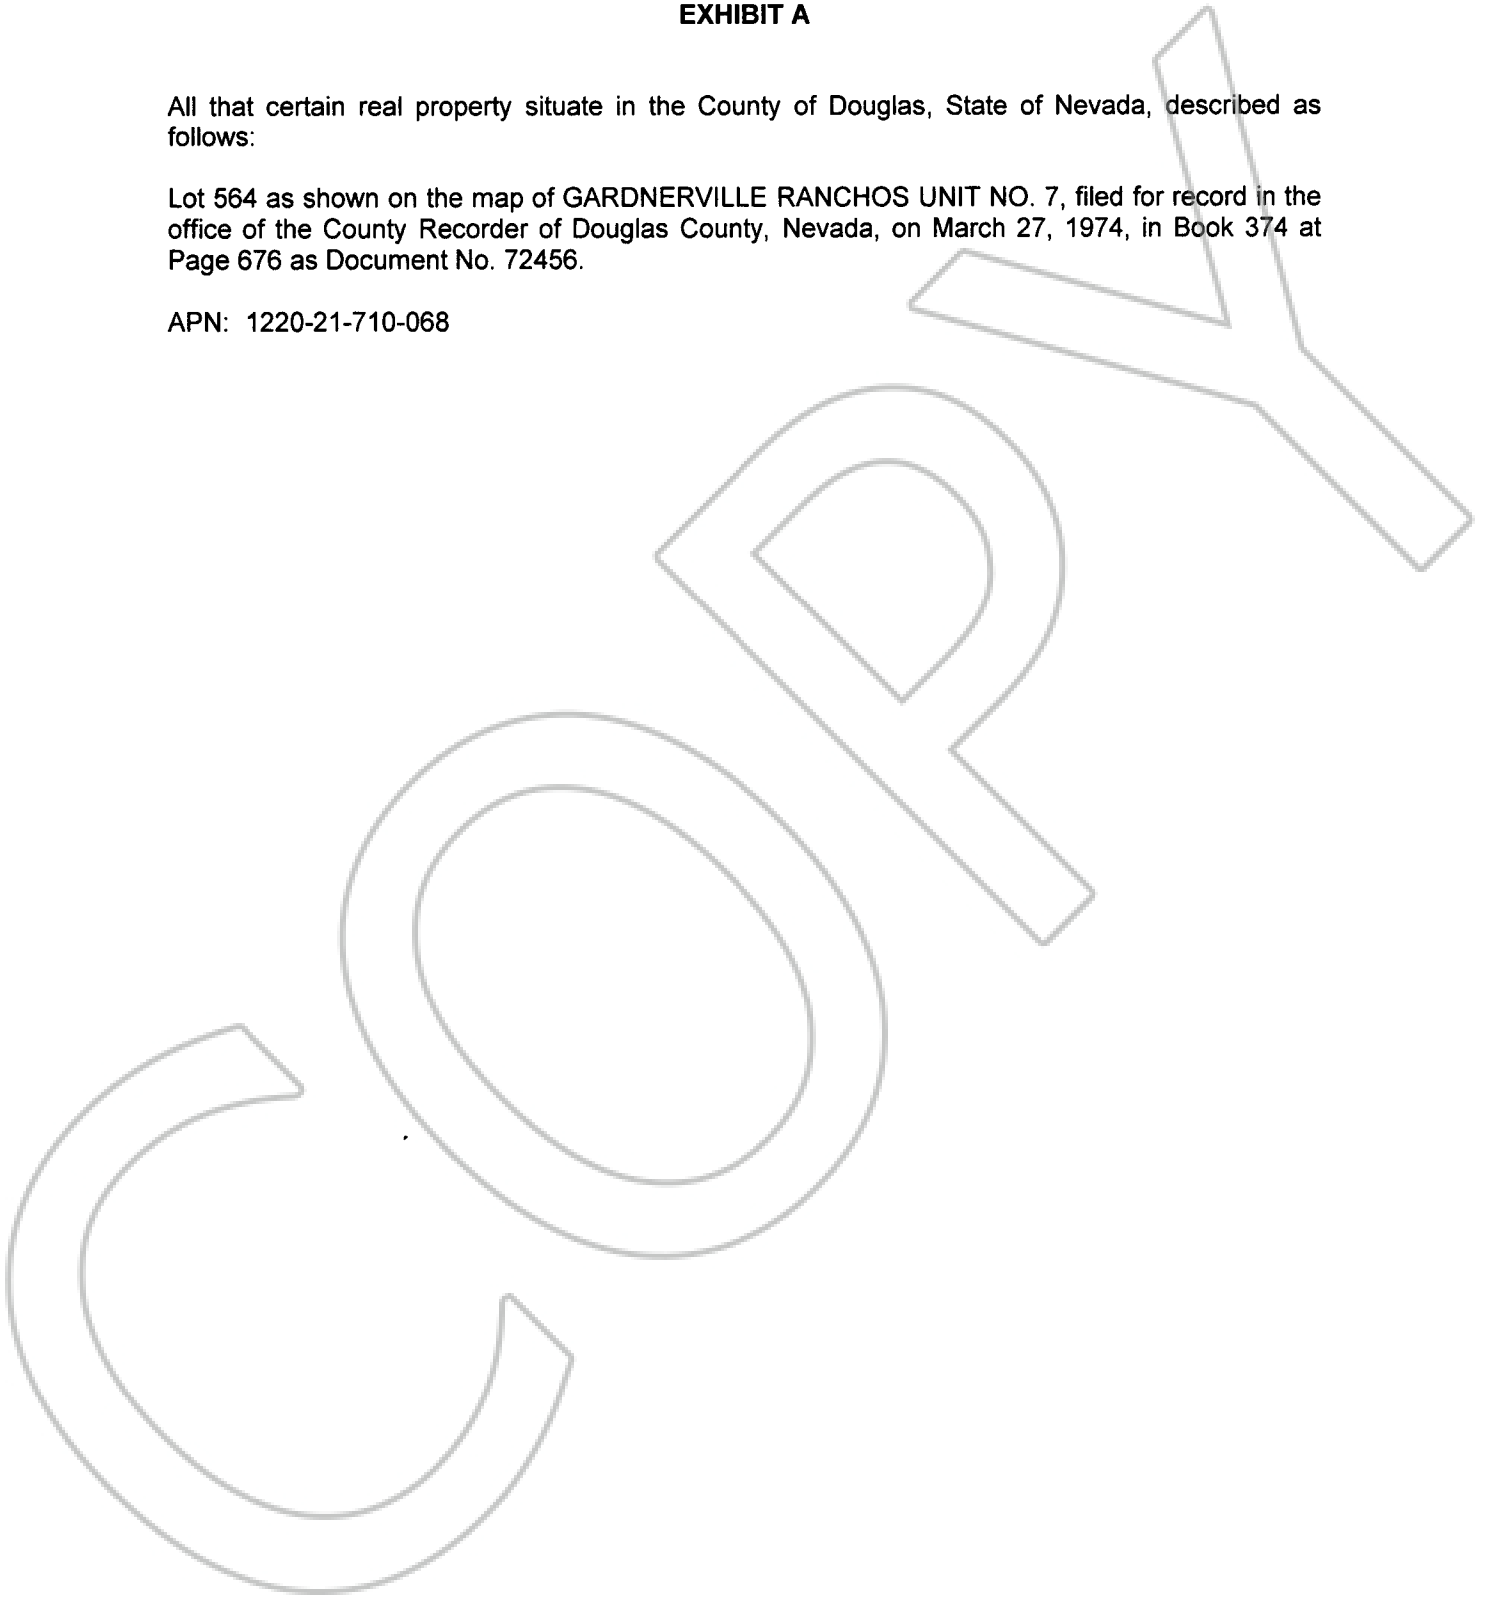 EXHIBIT A
All that certain real property situate in the County of Douglas, State of Nevada, described as
follows:
Lot 564 as shown on the map of GARDNERVILLE RANCHOS UNIT NO. 7, filed for record in the
office of the County Recorder of Douglas County, Nevada, on March 27, 1974, in Book 374 at
Page 676 as Document No. 72456.
APN: 1220-21-710-068
COPY